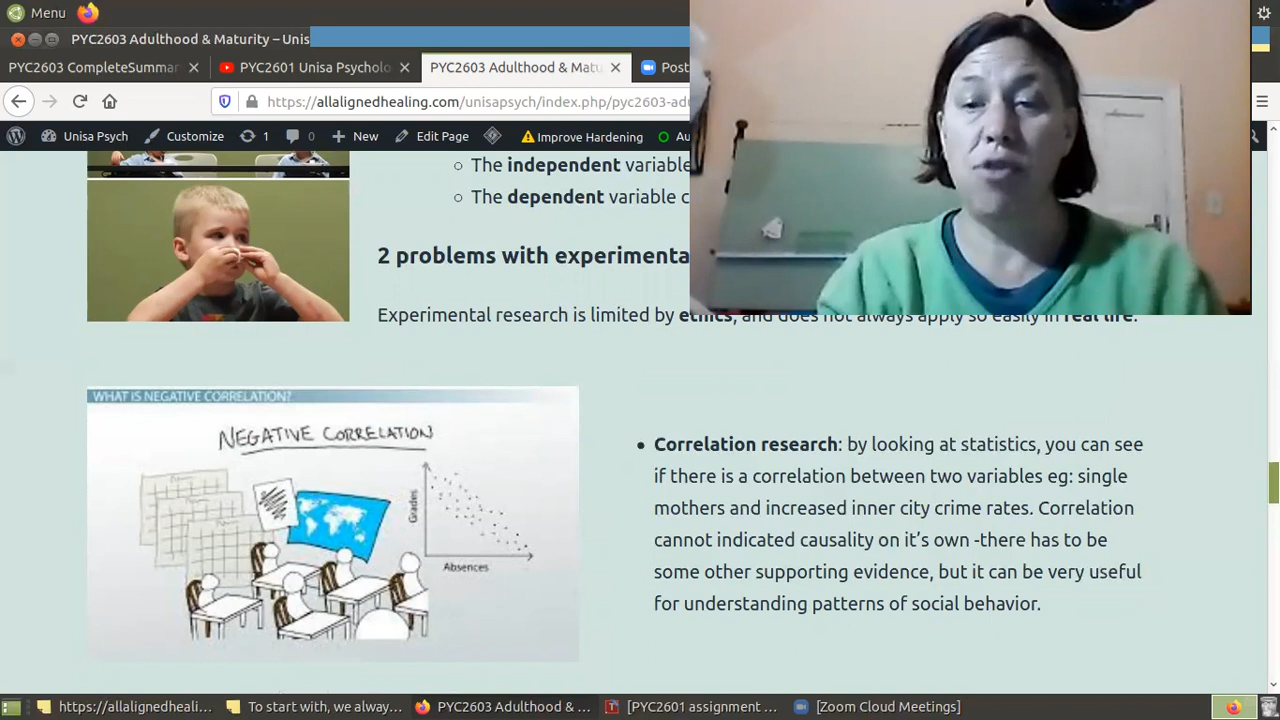 Menu
PYC2603 Adulthood & Maturity – Unis
PYC2603 CompleteSummar
PYC2601 Unisa Psycholo
PYC2603 Adulthood & Matu
Post
https://allalignedhealing.com/unisapsych/index.php/pyc2603-ad
Unisa Psych
Customize
1
0
New
Edit Page
Improve Hardening
Au
The independent variable
The dependent variable c
2 problems with experimenta
Experimental research is limited by ethics, and does not always apply so easily in real life.
WHAT IS NEGATIVE CORRELATION?
NEGATIVE CORRELATION
Grades
Absences
Correlation research: by looking at statistics, you can see
if there is a correlation between two variables eg: single
mothers and increased inner city crime rates. Correlation
cannot indicated causality on it's own -there has to be
some other supporting evidence, but it can be very useful
for understanding patterns of social behavior.
https://allalignedheali...
To start with, we alway...
PYC2603 Adulthood & ...
[PYC2601 assignment ...
[Zoom Cloud Meetings]